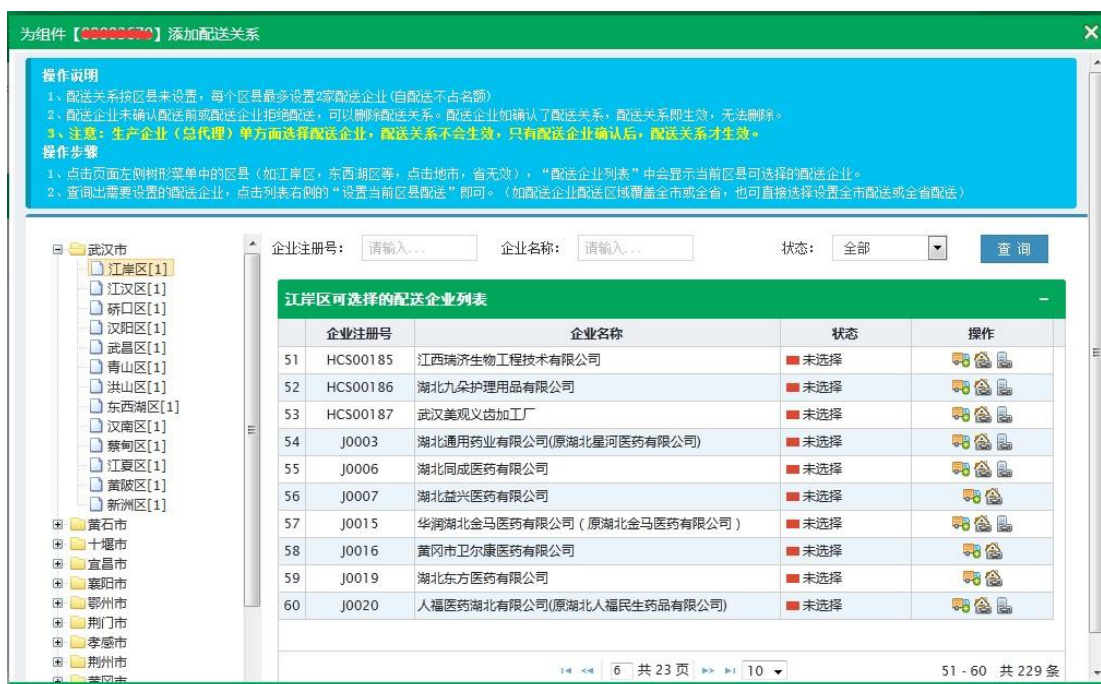 为组件【】添加配送关系
操作说明
1、配送关系按区县来设置，每个区县最多设置2家配送企业(自配送不占名额)
2、配送企业未确认配送前或配送企业拒绝配送，可以删除配送关系。配送企业如确认了配送关系，配送关系即生效，无法删除。
3、注意：生产企业（总代理）单方面选择配送企业，配送关系不会生效，只有配送企业确认后，配送关系才生效。
操作步骤
1、点击页面左侧树形菜单中的区县（如江岸区，东西湖区等，点击地市，省无效），“配送企业列表”中会显示当前区县可选择的配送企业。
2、查询出需要设置的配送企业，点击列表右侧的“设置当前区县配送”即可。（如配送企业配送区域覆盖全市或全省，也可直接选择设置全市配送或全省配送）
武汉市
江岸区[1]
江汉区[1]
硚口区[1]
汉阳区[1]
武昌区[1]
青山区[1]
洪山区[1]
东西湖区[1]
汉南区[1]
蔡甸区[1]
江夏区[1]
黄陂区[1]
新洲区[1]
黄石市
十堰市
宜昌市
襄阳市
鄂州市
荆门市
孝感市
荆州市
黄冈市
企业注册号： 请输入... 企业名称： 请输入... 状态： 全部 查询
江岸区可选择的配送企业列表
企业注册号 企业名称 状态 操作
51 HCS00185 江西瑞济生物工程技术有限公司 未选择
52 HCS00186 湖北九朵护理用品有限公司 未选择
53 HCS00187 武汉美观义齿加工厂 未选择
54 J0003 湖北通用药业有限公司(原湖北星河医药有限公司) 未选择
55 J0006 湖北同成医药有限公司 未选择
56 J0007 湖北益兴医药有限公司 未选择
57 J0015 华润湖北金马医药有限公司（原湖北金马医药有限公司） 未选择
58 J0016 黄冈市卫尔康医药有限公司 未选择
59 J0019 湖北东方医药有限公司 未选择
60 J0020 人福医药湖北有限公司(原湖北人福民生药品有限公司) 未选择
6 共 23 页 10 51 - 60 共 229 条